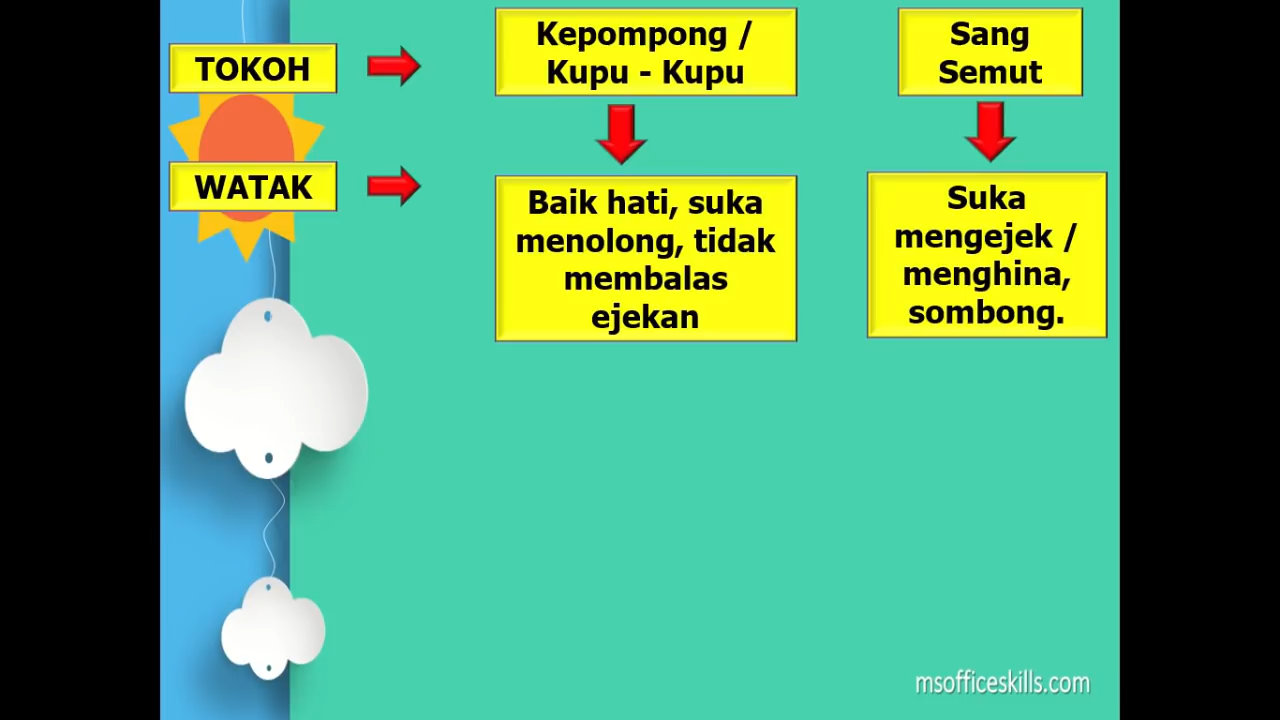 TOKOH
Kepompong /
Kupu - Kupu
Sang
Semut
WATAK
Baik hati, suka
menolong, tidak
membalas
ejekan
Suka
mengejek /
menghina,
sombong.
msofficeskills.com